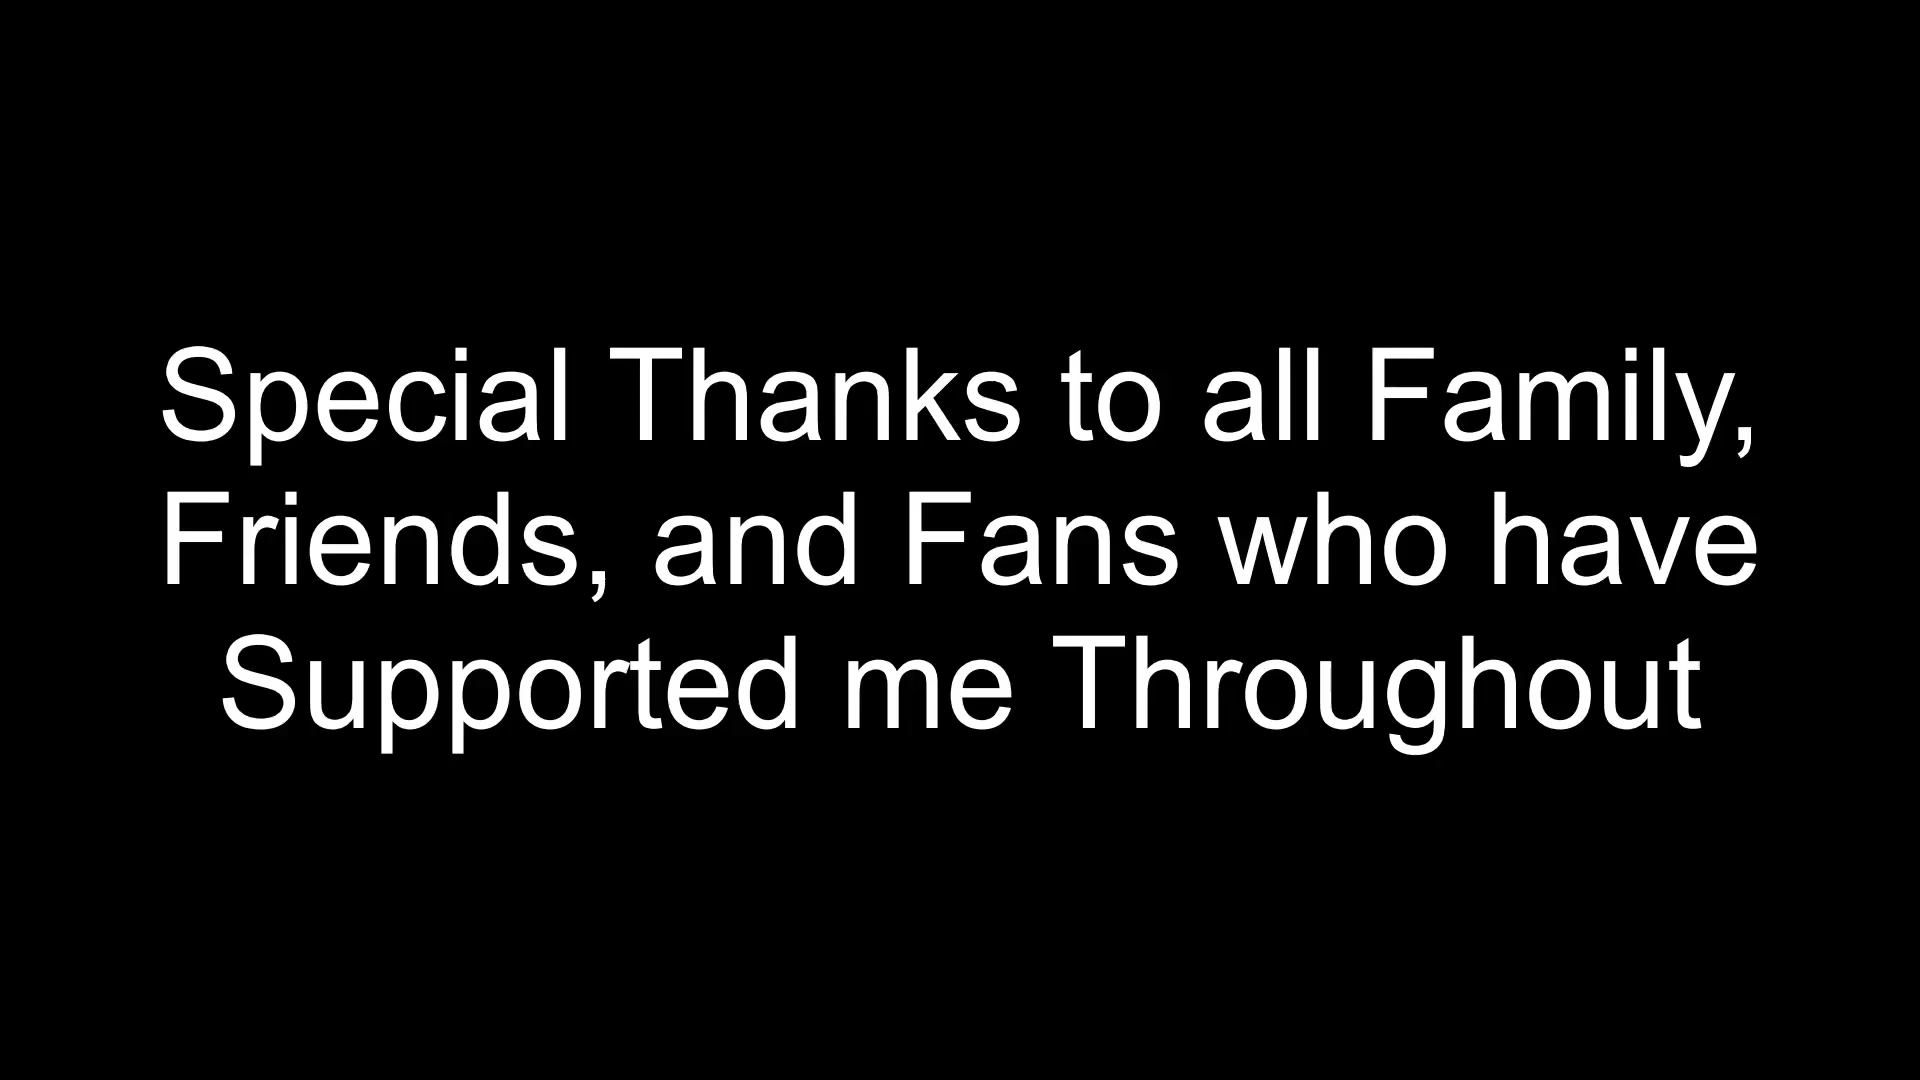 Special Thanks to all Family,
Friends, and Fans who have
Supported me Throughout